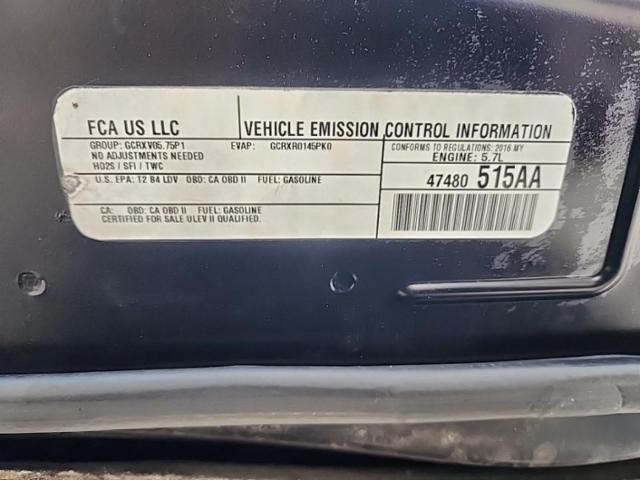 FCA US LLC
VEHICLE EMISSION CONTROL INFORMATION
GROUP: GCRXV05.75P1
EVAP: GCRXR0145PK0
NO ADJUSTMENTS NEEDED
HO2S / SFI / TWC
CONFORMS TO REGULATIONS: 2016 MY
ENGINE: 5.7L
U.S. EPA: T2 B4 LDV OBD: CA OBD II FUEL: GASOLINE
47480 515AA
CA: OBD: CA OBD II FUEL: GASOLINE
CERTIFIED FOR SALE ULEV II QUALIFIED.